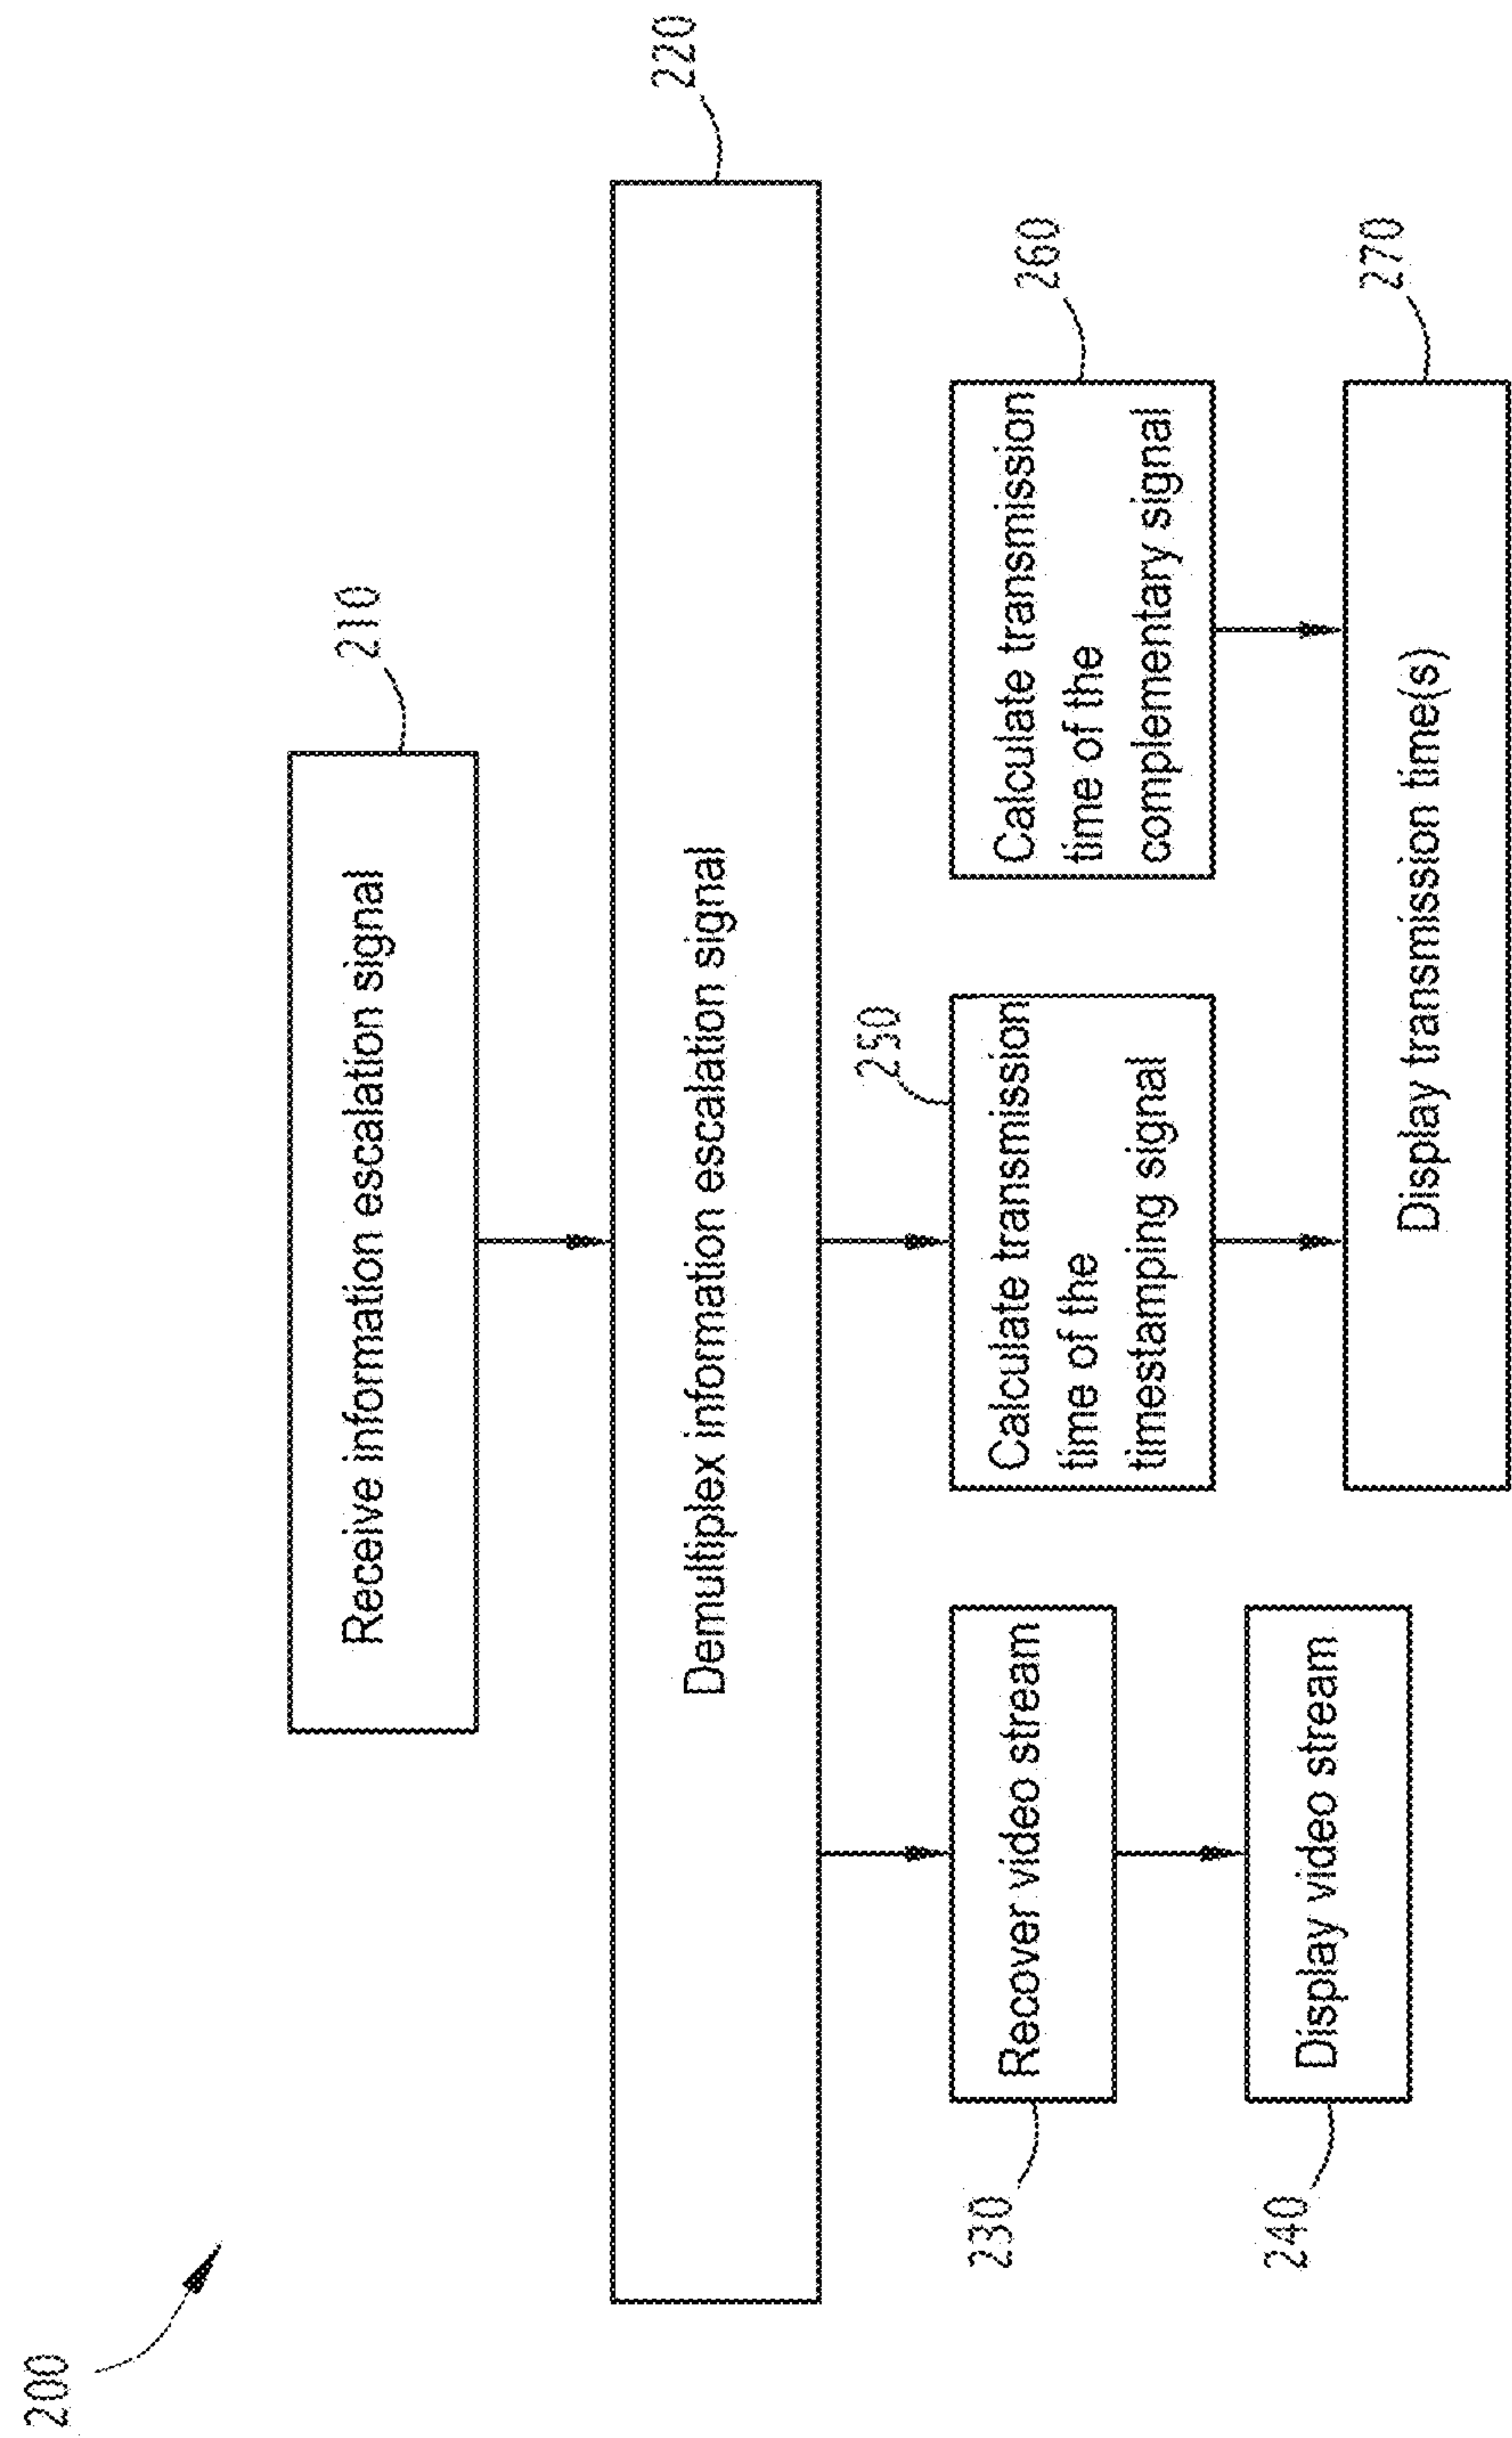 200
210
Receive information escalation signal
220
Demultiplex information escalation signal
230
Recover video stream
240
Display video stream
250
Calculate transmission
time of the
timestamping signal
260
Calculate transmission
time of the
complementary signal
270
Display transmission time(s)